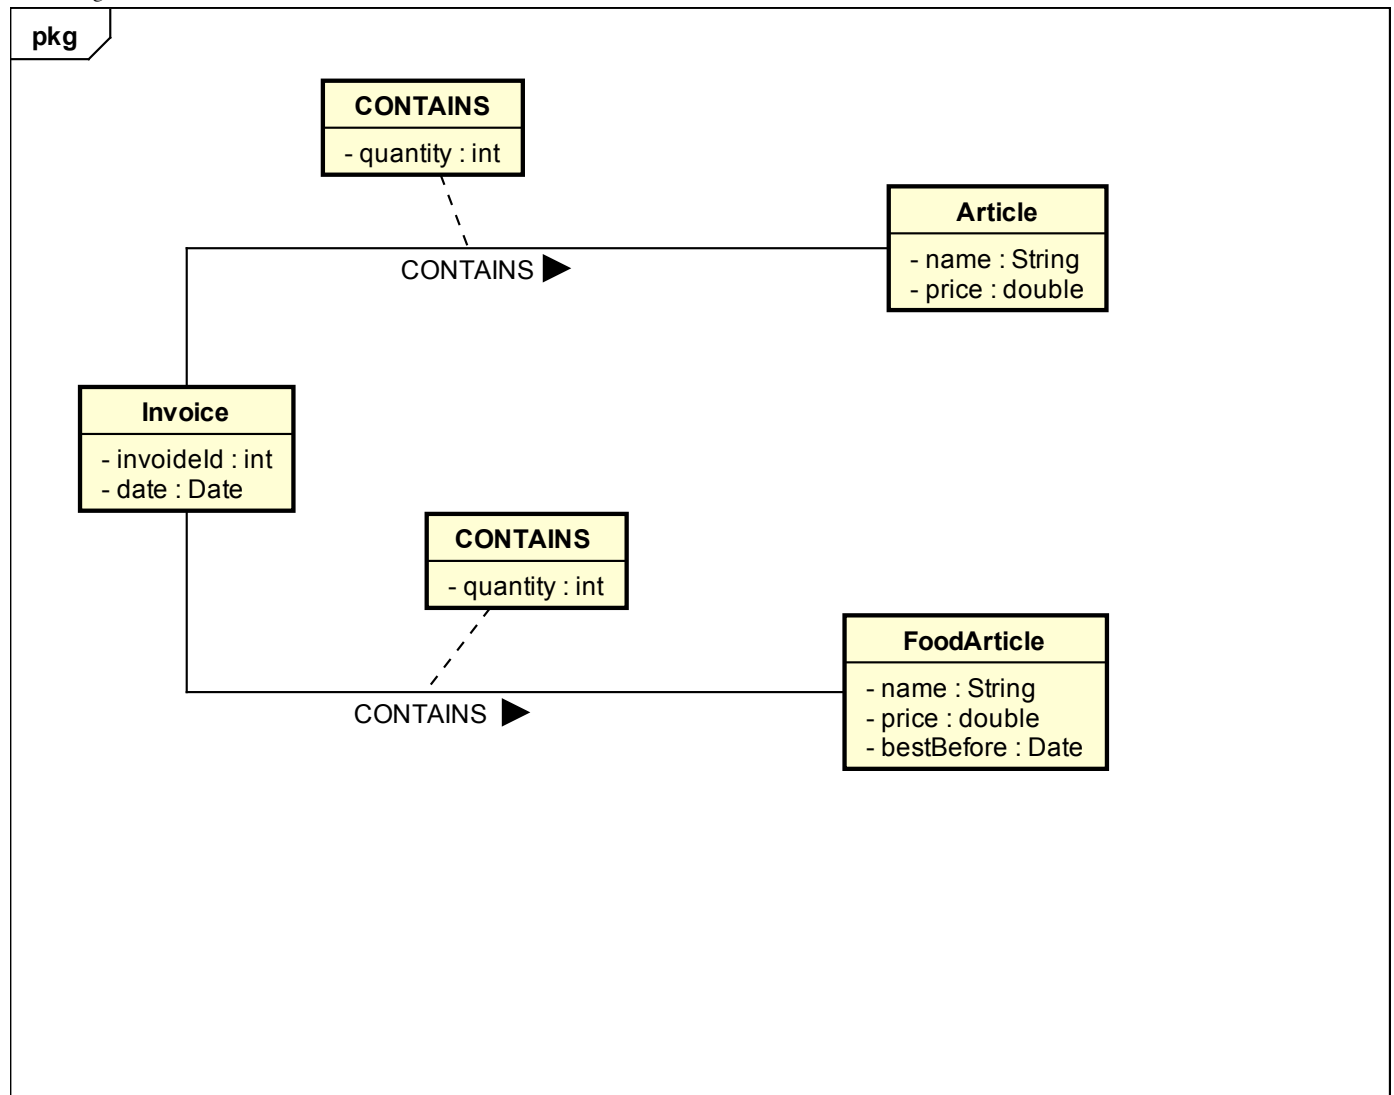 pkg
CONTAINS
- quantity : int
Article
- name : String
- price : double
CONTAINS
Invoice
- invoideId : int
- date : Date
CONTAINS
- quantity : int
FoodArticle
- name : String
- price : double
- bestBefore : Date
CONTAINS